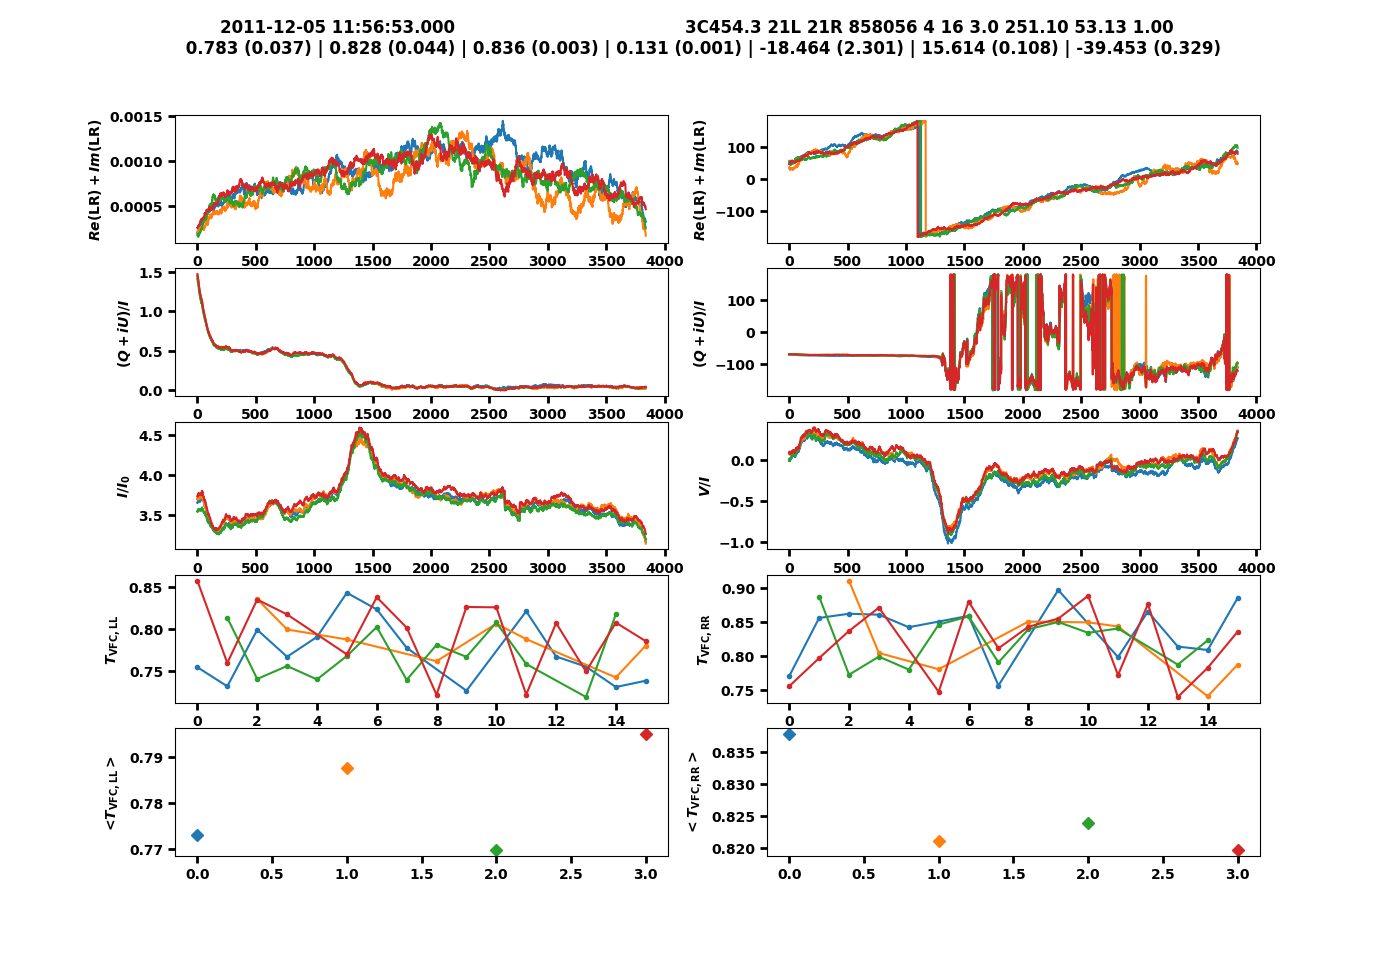 2011-12-05 11:56:53.000 3C454.3 21L 21R 858056 4 16 3.0 251.10 53.13 1.00
0.783 (0.037) | 0.828 (0.044) | 0.836 (0.003) | 0.131 (0.001) | -18.464 (2.301) | 15.614 (0.108) | -39.453 (0.329)
Re(LR) + Im(LR)
0.0015
0.0010
0.0005
0 500 1000 1500 2000 2500 3000 3500 4000
Re(LR) + Im(LR)
100
0
−100
0 500 1000 1500 2000 2500 3000 3500 4000
(Q + iU)/I
1.5
1.0
0.5
0.0
0 500 1000 1500 2000 2500 3000 3500 4000
(Q + iU)/I
100
0
−100
0 500 1000 1500 2000 2500 3000 3500 4000
I/I0
4.5
4.0
3.5
0 500 1000 1500 2000 2500 3000 3500 4000
V/I
0.0
−0.5
−1.0
0 500 1000 1500 2000 2500 3000 3500 4000
TVFC, LL
0.85
0.80
0.75
0 2 4 6 8 10 12 14
TVFC, RR
0.90
0.85
0.80
0.75
0 2 4 6 8 10 12 14
<TVFC, LL >
0.79
0.78
0.77
0.0 0.5 1.0 1.5 2.0 2.5 3.0
< TVFC, RR >
0.835
0.830
0.825
0.820
0.0 0.5 1.0 1.5 2.0 2.5 3.0